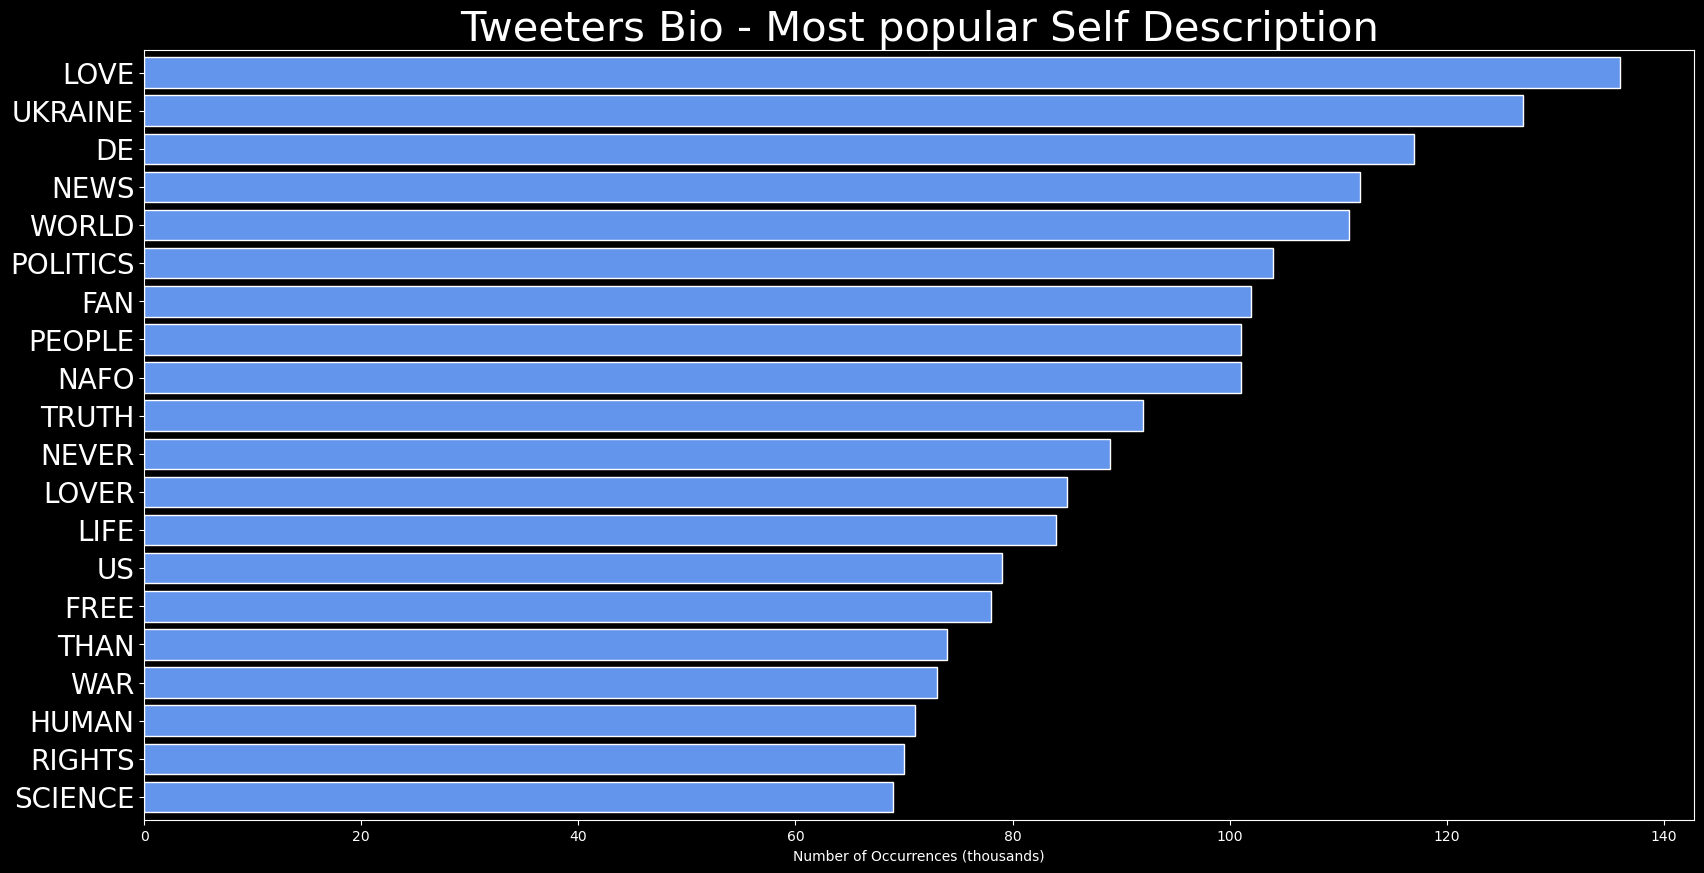 Tweeters Bio - Most popular Self Description
LOVE
UKRAINE
DE
NEWS
WORLD
POLITICS
FAN
PEOPLE
NAFO
TRUTH
NEVER
LOVER
LIFE
US
FREE
THAN
WAR
HUMAN
RIGHTS
SCIENCE
0 20 40 60 80 100 120 140
Number of Occurrences (thousands)